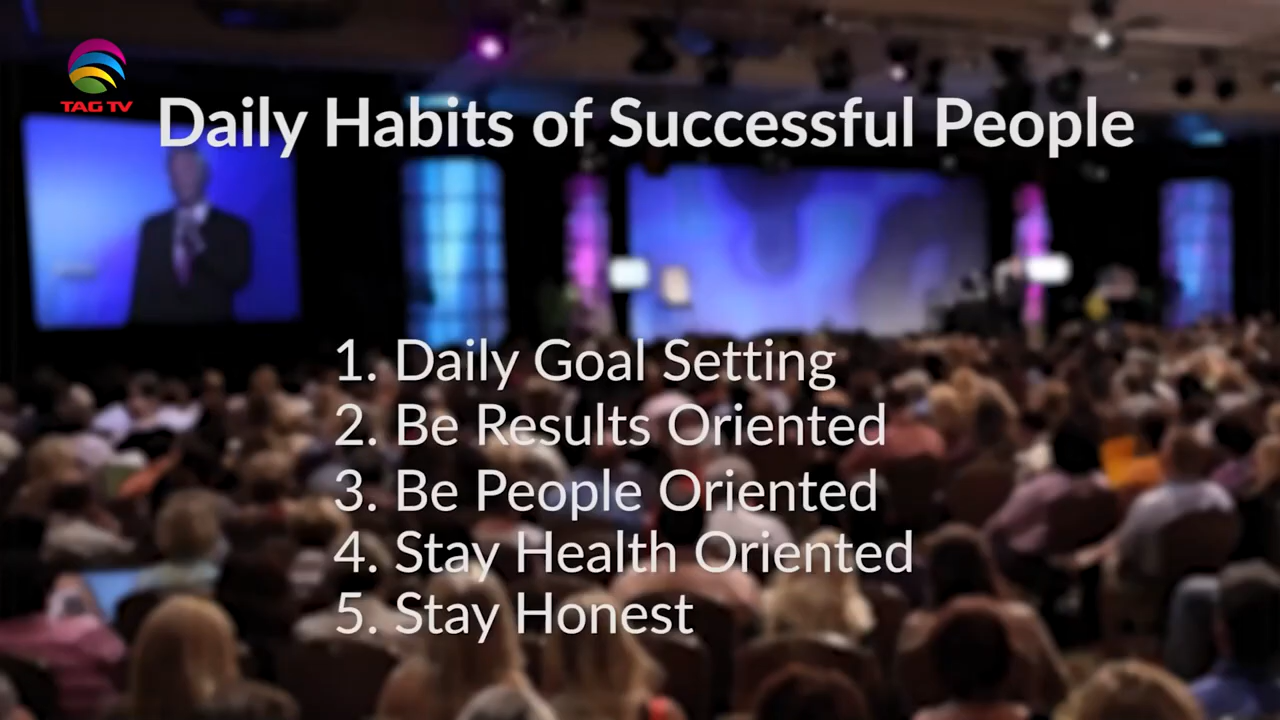 TAG TV
Daily Habits of Successful People
1. Daily Goal Setting
2. Be Results Oriented
3. Be People Oriented
4. Stay Health Oriented
5. Stay Honest